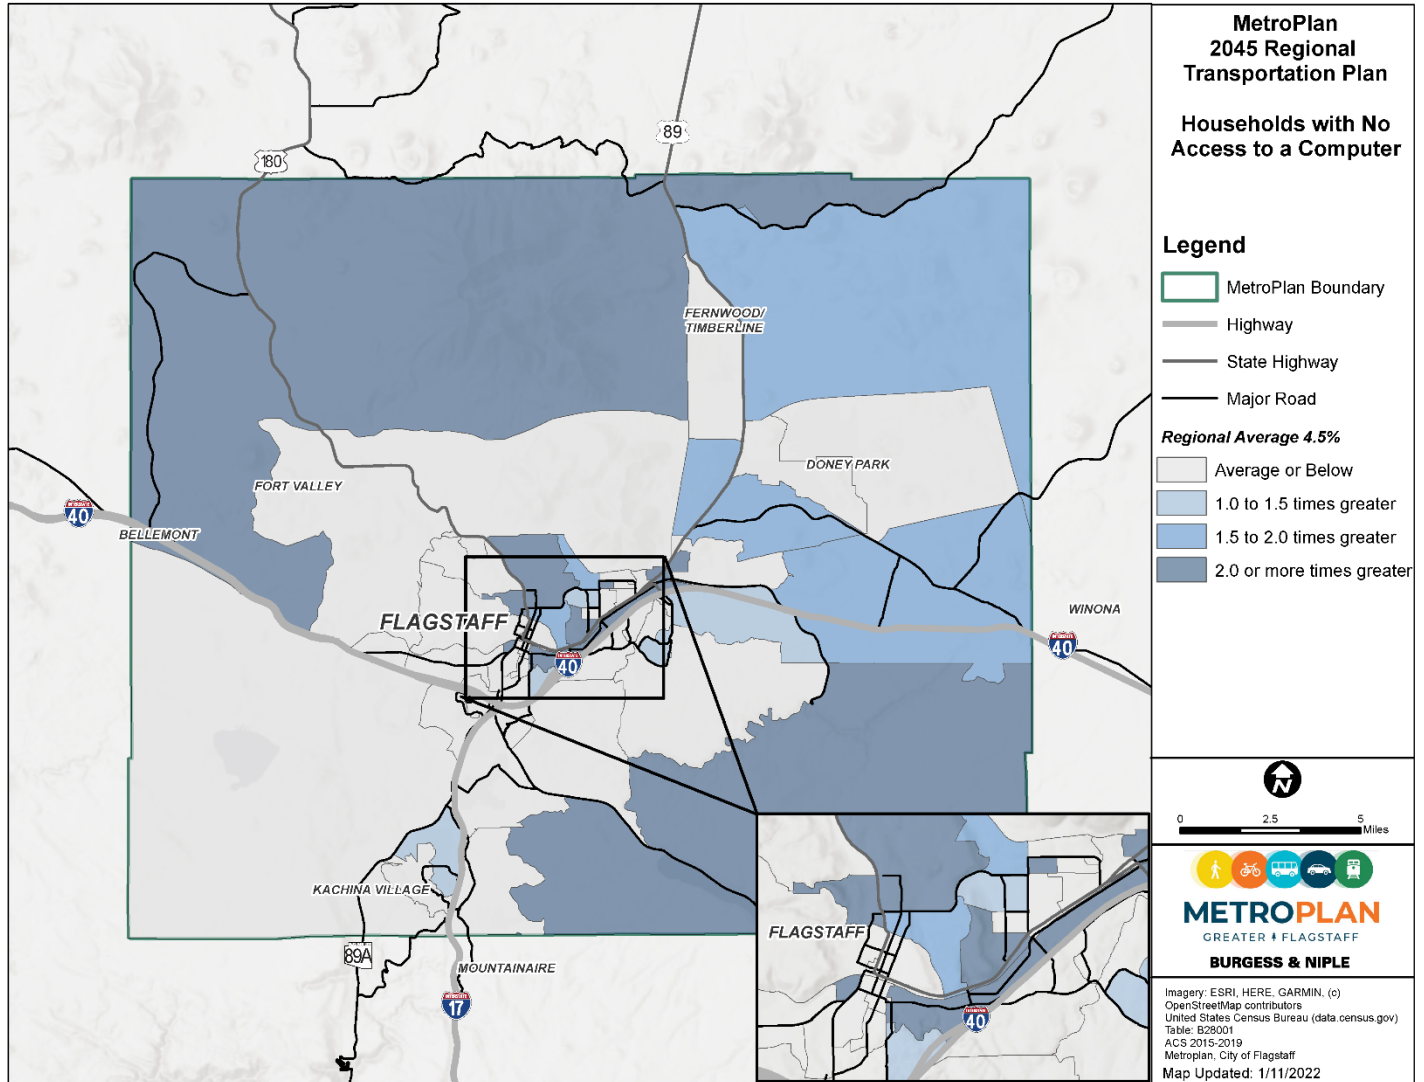 MetroPlan
2045 Regional
Transportation Plan
Households with No
Access to a Computer
Legend
MetroPlan Boundary
Highway
State Highway
Major Road
Regional Average 4.5%
Average or Below
1.0 to 1.5 times greater
1.5 to 2.0 times greater
2.0 or more times greater
N
0 2.5 5
Miles
METROPLAN
GREATER FLAGSTAFF
BURGESS & NIPLE
Imagery: ESRI, HERE, GARMIN, (c)
OpenStreetMap contributors
United States Census Bureau (data.census.gov)
Table: B28001
ACS 2015-2019
Metroplan, City of Flagstaff
Map Updated: 1/11/2022
89
180
FERNWOOD/
TIMBERLINE
DONEY PARK
FORT VALLEY
40
BELLEMONT
FLAGSTAFF
WINONA
40
40
KACHINA VILLAGE
89A
MOUNTAINAIRE
17
FLAGSTAFF
40